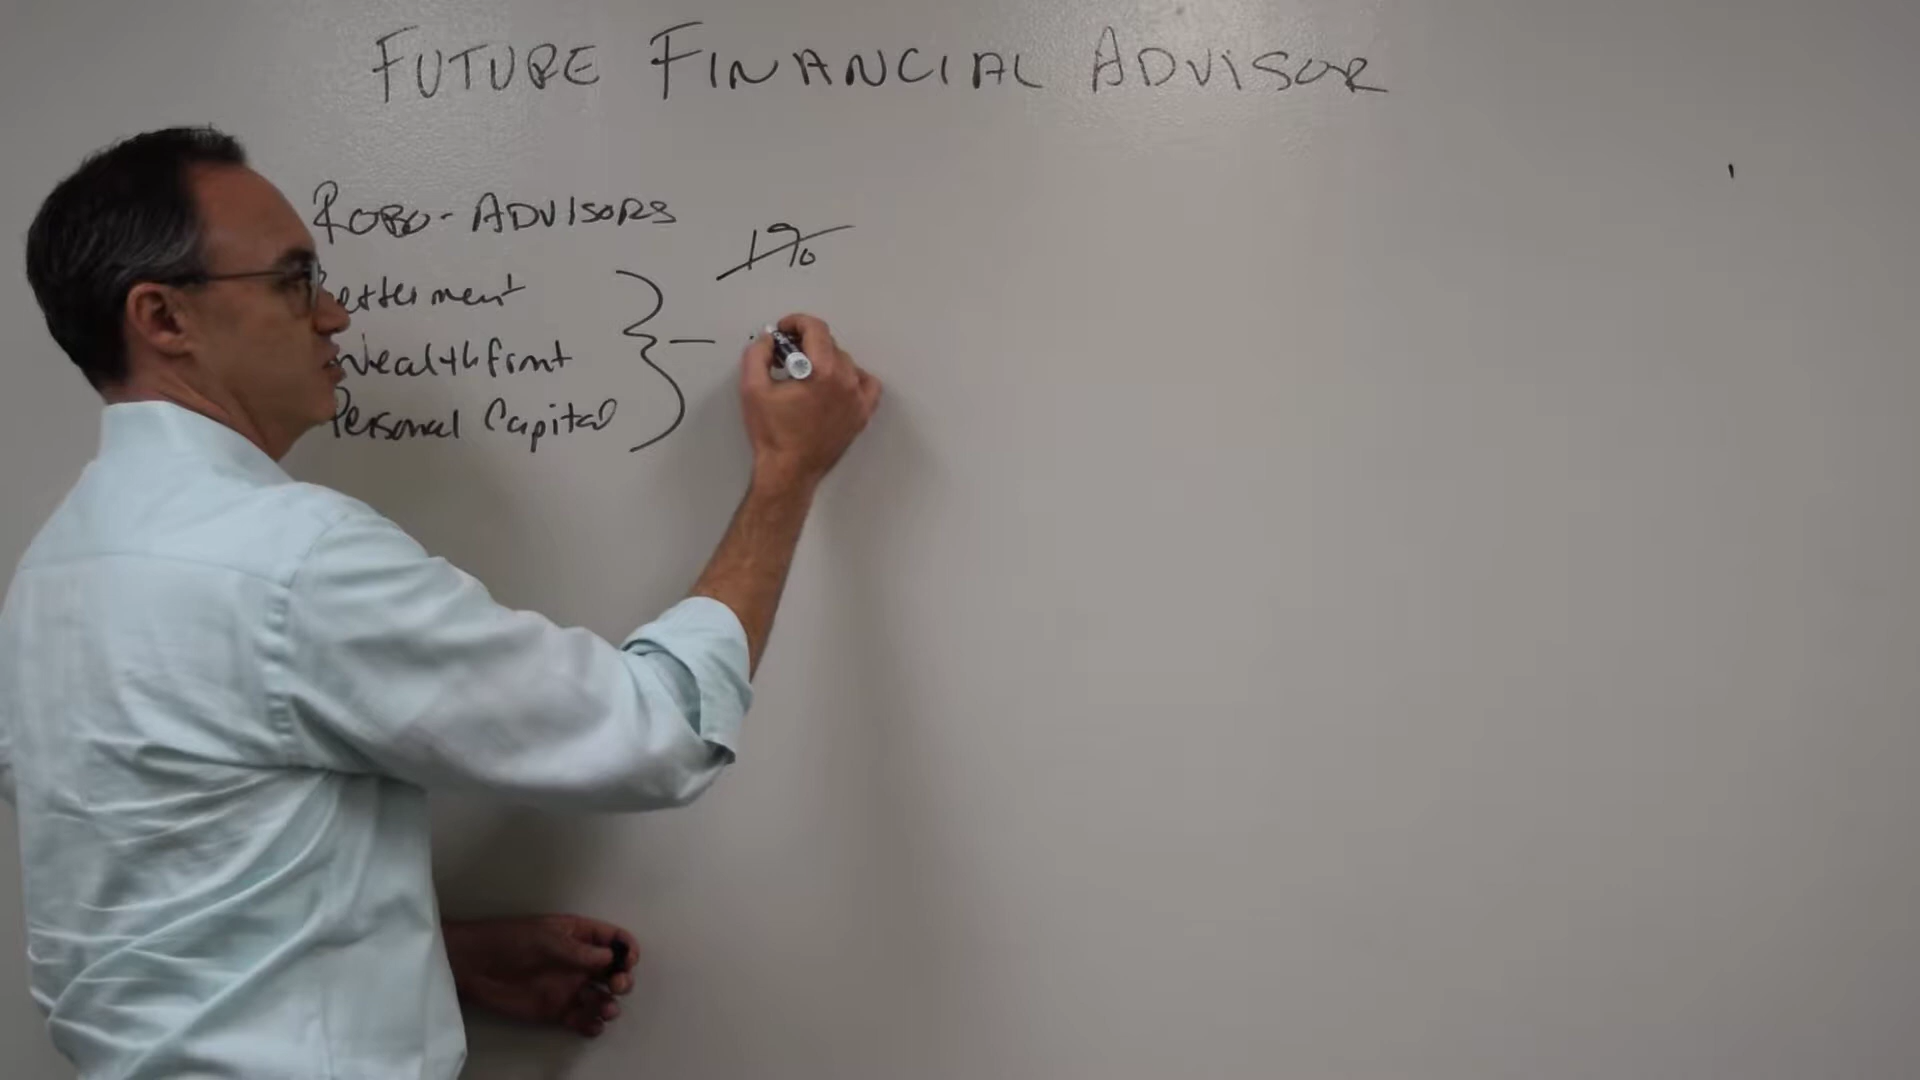 FUTURE FINANCIAL ADVISOR
ROBO-ADVISORS
1%
Betterment
Wealthfront
Personal Capital